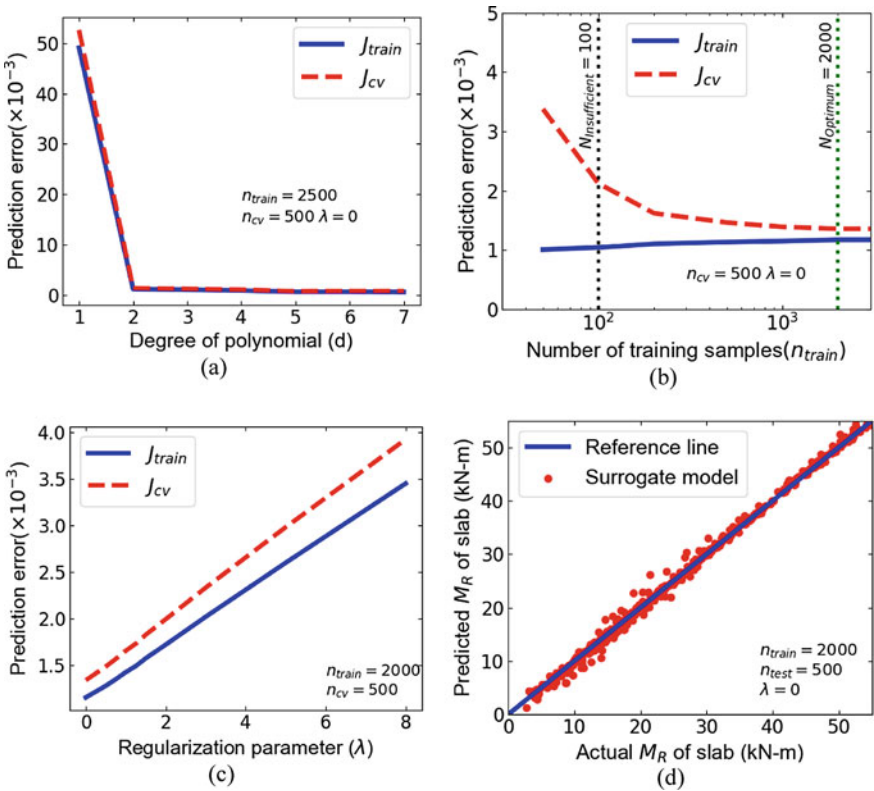 50
40
30
20
10
0
Prediction error(×10⁻³)
J_train
J_cv
n_train = 2500
n_cv = 500 λ = 0
1 2 3 4 5 6 7
Degree of polynomial (d)
(a)
5
4
3
2
1
0
Prediction error(×10⁻³)
J_train
J_cv
N_Insufficient = 100
N_Optimum = 2000
n_cv = 500 λ = 0
10² 10³
Number of training samples(n_train)
(b)
4.0
3.5
3.0
2.5
2.0
1.5
Prediction error(×10⁻³)
J_train
J_cv
n_train = 2000
n_cv = 500
0 2 4 6 8
Regularization parameter (λ)
(c)
50
40
30
20
10
0
Predicted M_R of slab (kN-m)
Reference line
Surrogate model
n_train = 2000
n_test = 500
λ = 0
0 10 20 30 40 50
Actual M_R of slab (kN-m)
(d)